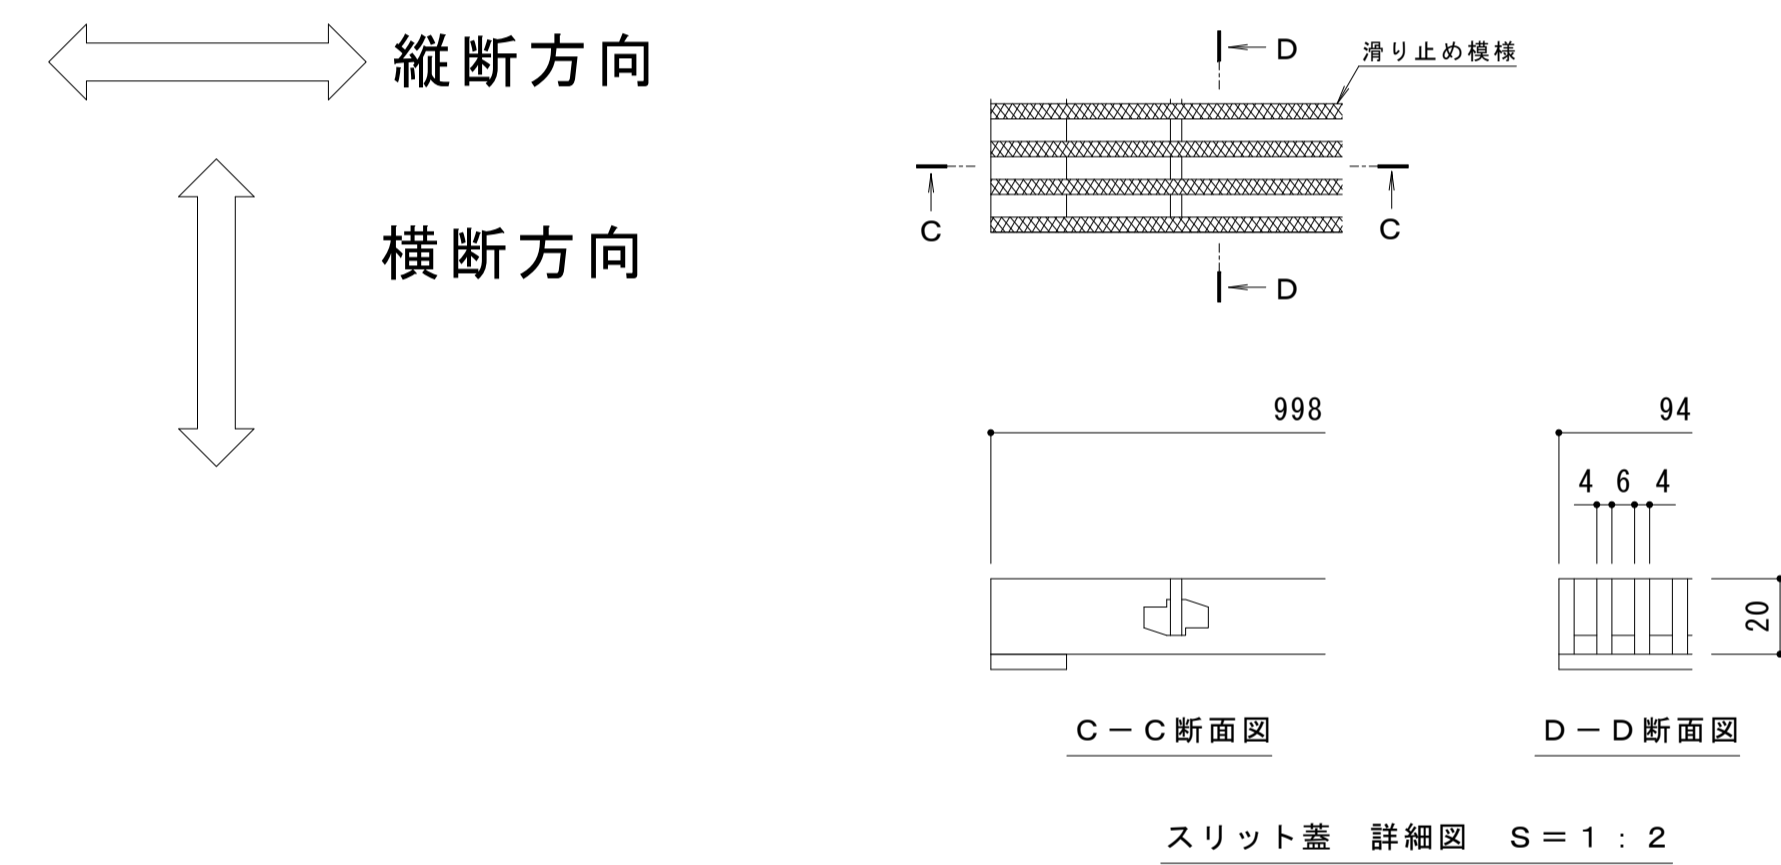 縦断方向
横断方向
D
滑り止め模様
C
C
D
998
94
4 6 4
20
C－C断面図
D－D断面図
スリット蓋　詳細図　S＝1：2